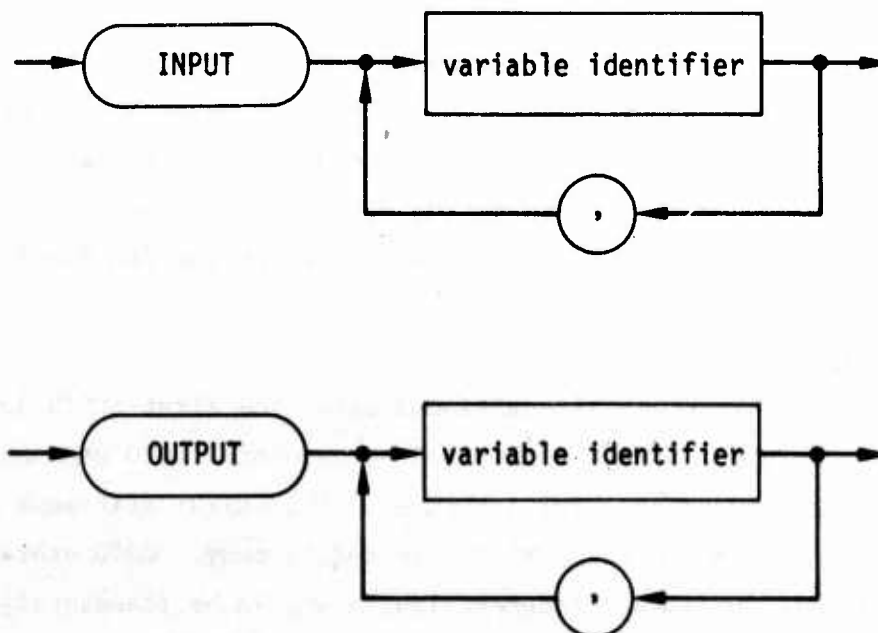 INPUT
variable identifier
,
OUTPUT
variable identifier
,